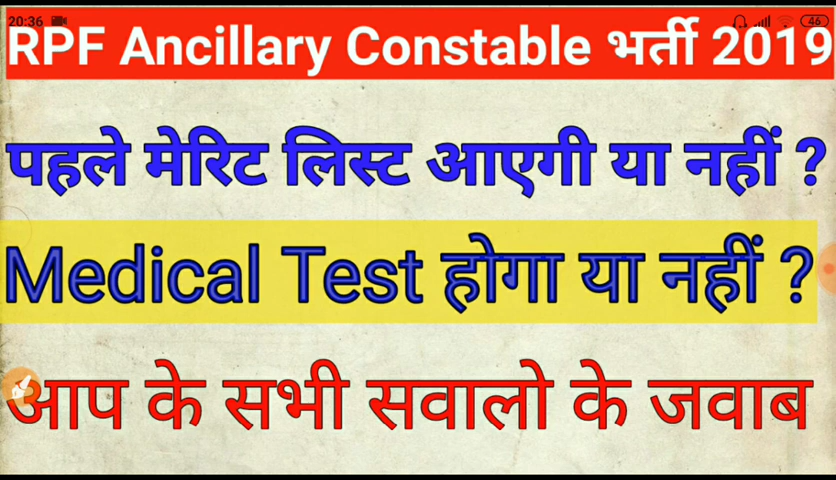 20:36
46
RPF Ancillary Constable भर्ती 2019
पहले मेरिट लिस्ट आएगी या नहीं ?
Medical Test होगा या नहीं ?
आप के सभी सवालो के जवाब